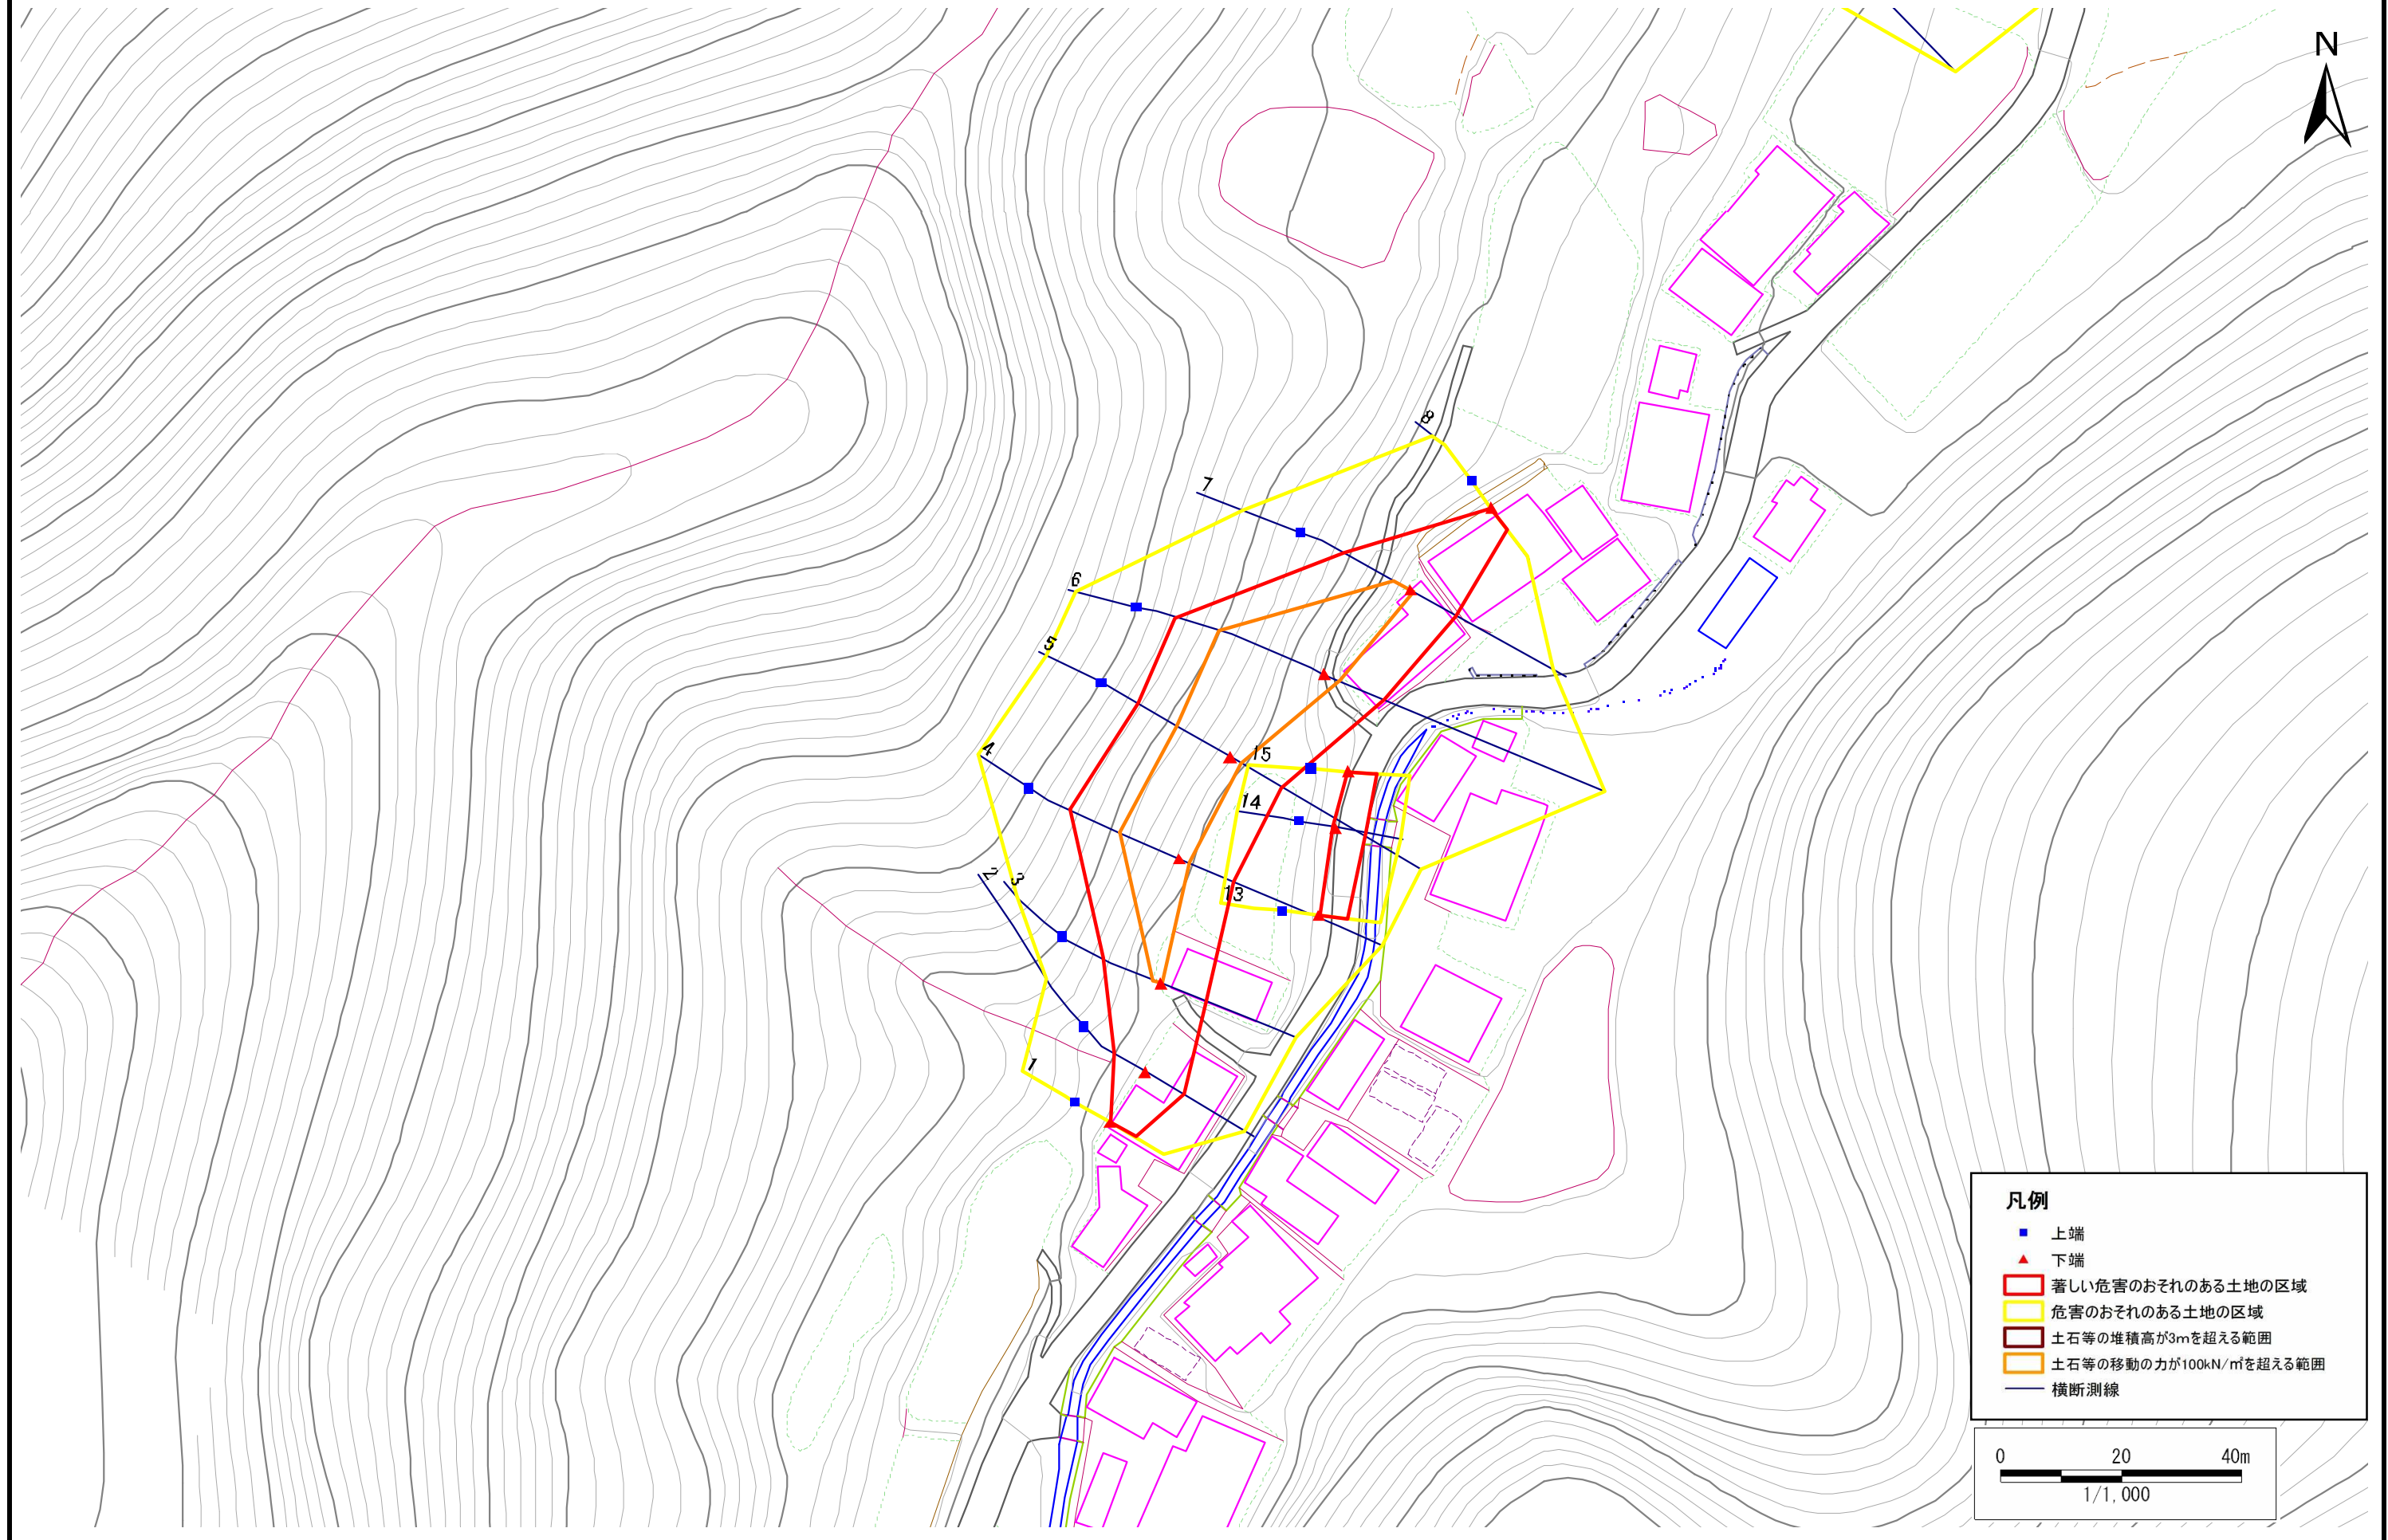 N
8
7
6
5
4
15
14
2
3
13
1
凡例
上端
下端
著しい危害のおそれのある土地の区域
危害のおそれのある土地の区域
土石等の堆積高が3mを超える範囲
土石等の移動の力が100kN/㎡を超える範囲
横断測線
0 20 40m
1/1,000